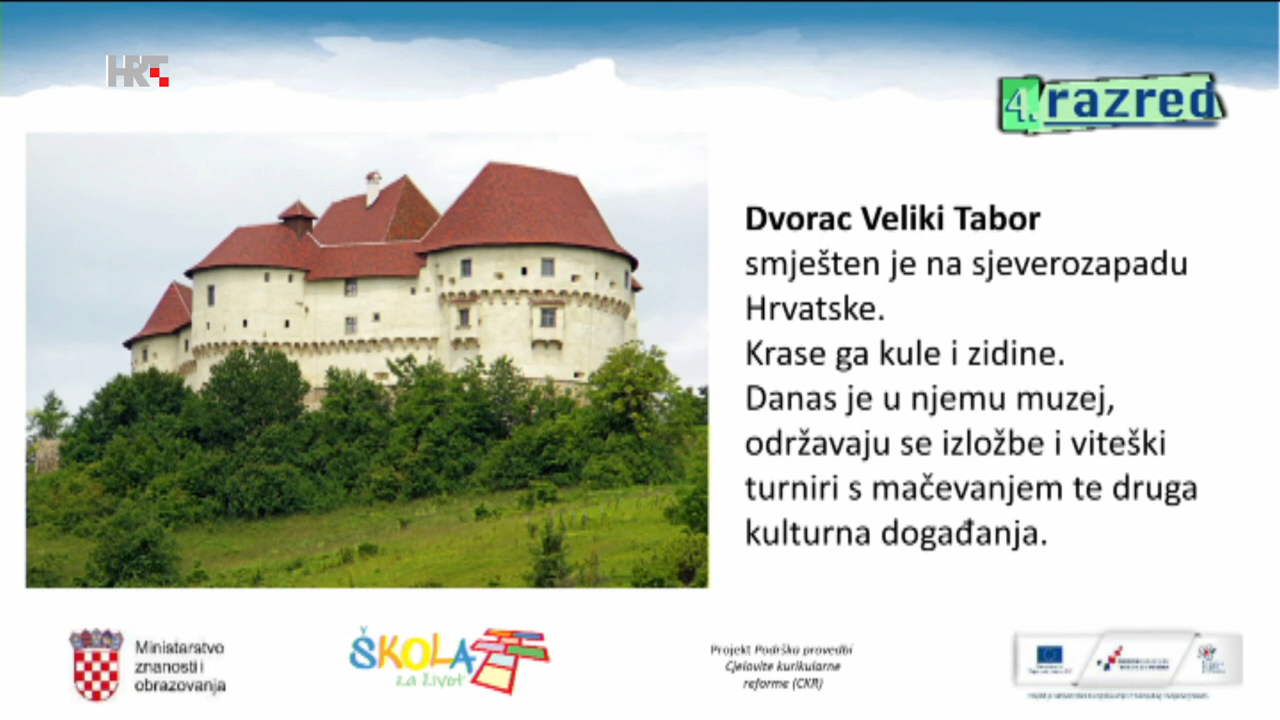 HRT
4. razred
Dvorac Veliki Tabor
smješten je na sjeverozapadu
Hrvatske.
Krase ga kule i zidine.
Danas je u njemu muzej,
održavaju se izložbe i viteški
turniri s mačevanjem te druga
kulturna događanja.
Ministarstvo
znanosti i
obrazovanja
ŠKOLA
za život
Projekt Podrška provedbi
Cjelovite kurikularne
reforme (CKR)